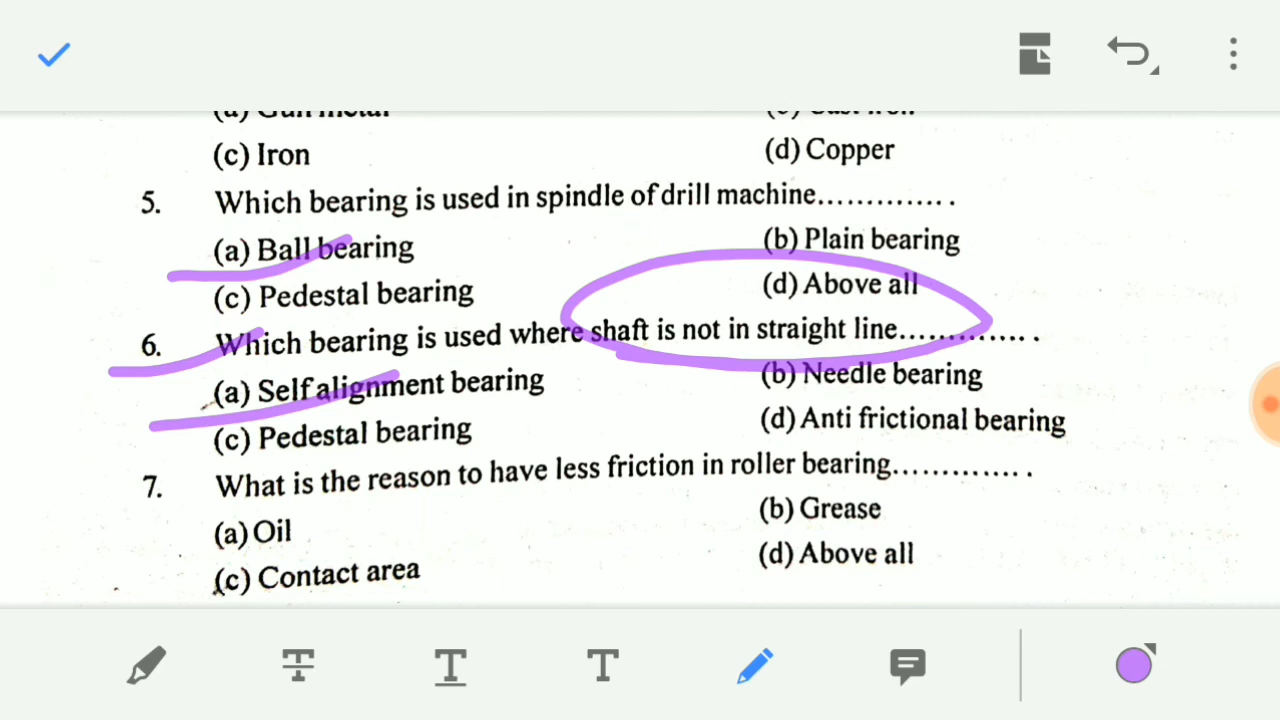 (a) Gun metal
(c) Iron
(d) Copper
5. Which bearing is used in spindle of drill machine.............
(a) Ball bearing
(b) Plain bearing
(c) Pedestal bearing
(d) Above all
6. Which bearing is used where shaft is not in straight line..............
(a) Self alignment bearing
(b) Needle bearing
(c) Pedestal bearing
(d) Anti frictional bearing
7. What is the reason to have less friction in roller bearing..............
(a) Oil
(b) Grease
(c) Contact area
(d) Above all
T
T
T